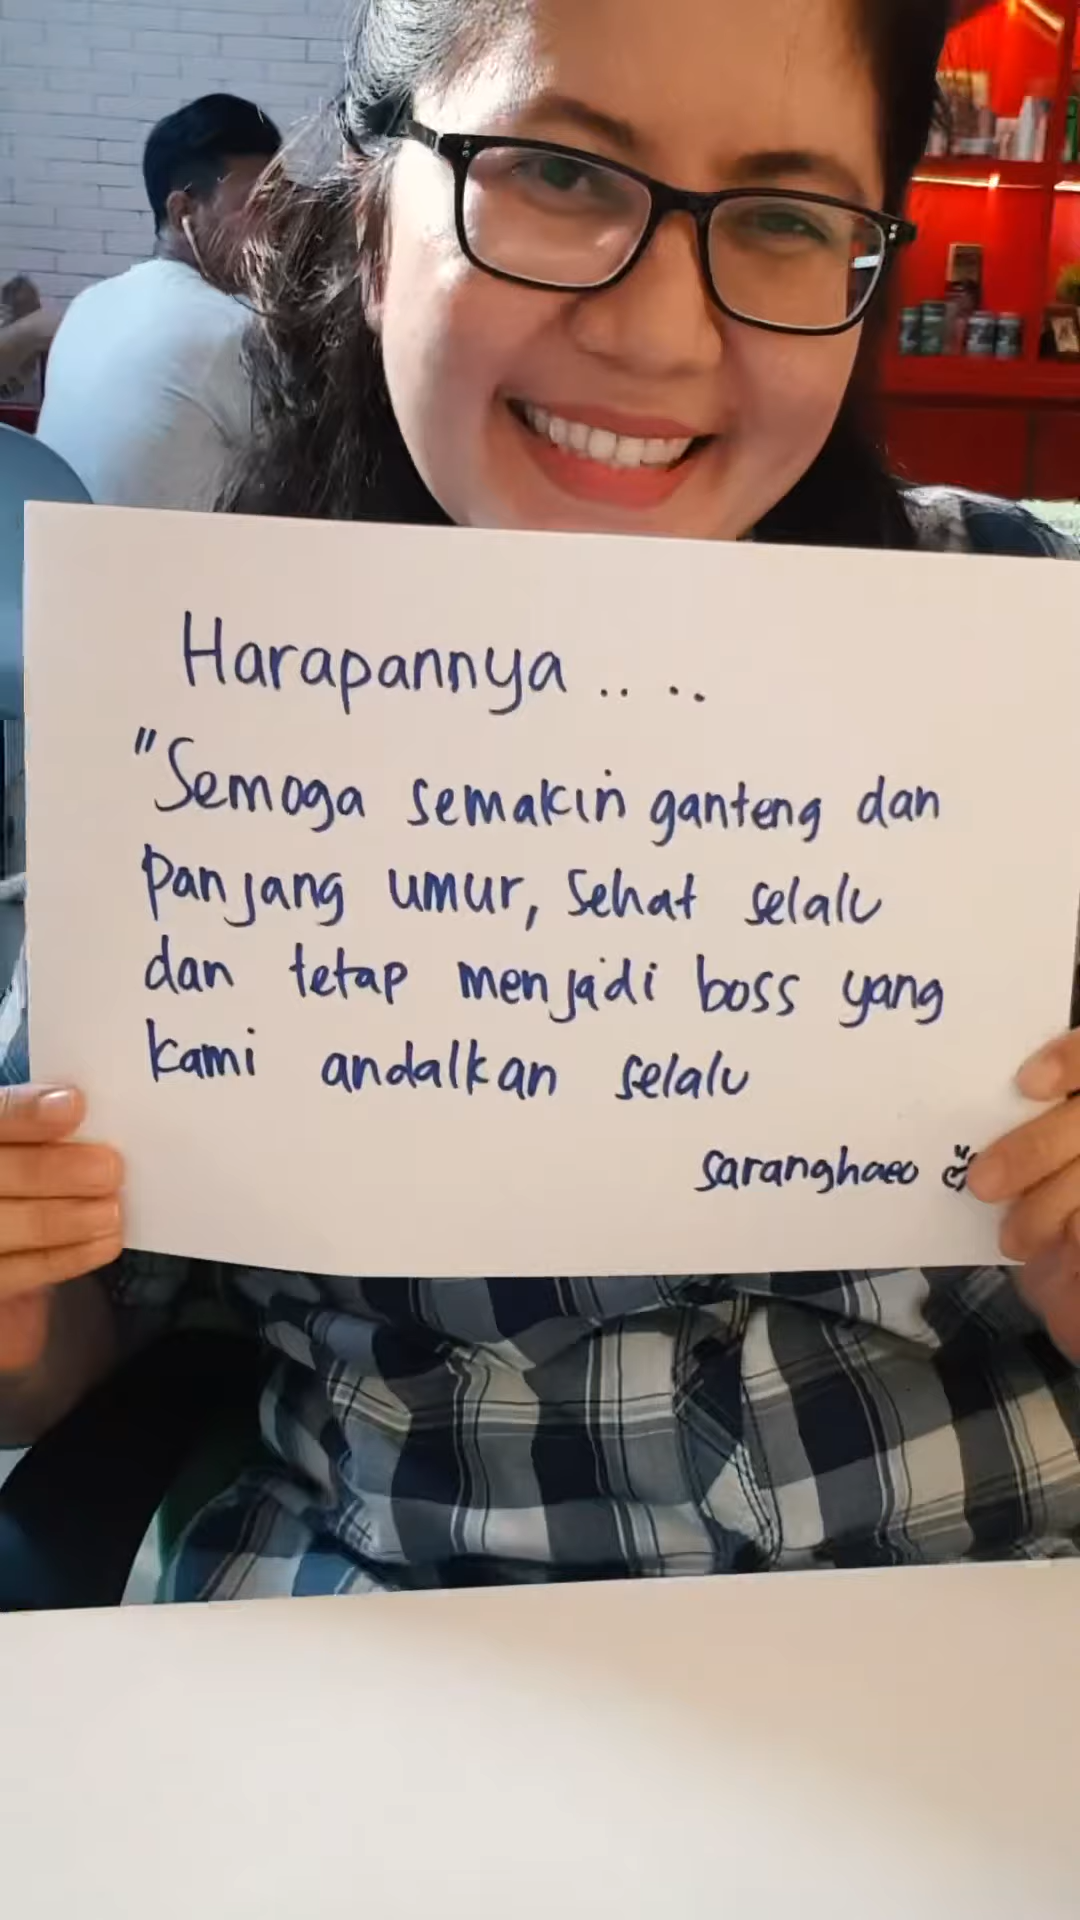 Harapannya .. ..
"Semoga semakin ganteng dan
panjang umur, sehat selalu
dan tetap menjadi boss yang
kami andalkan selalu
saranghaeo